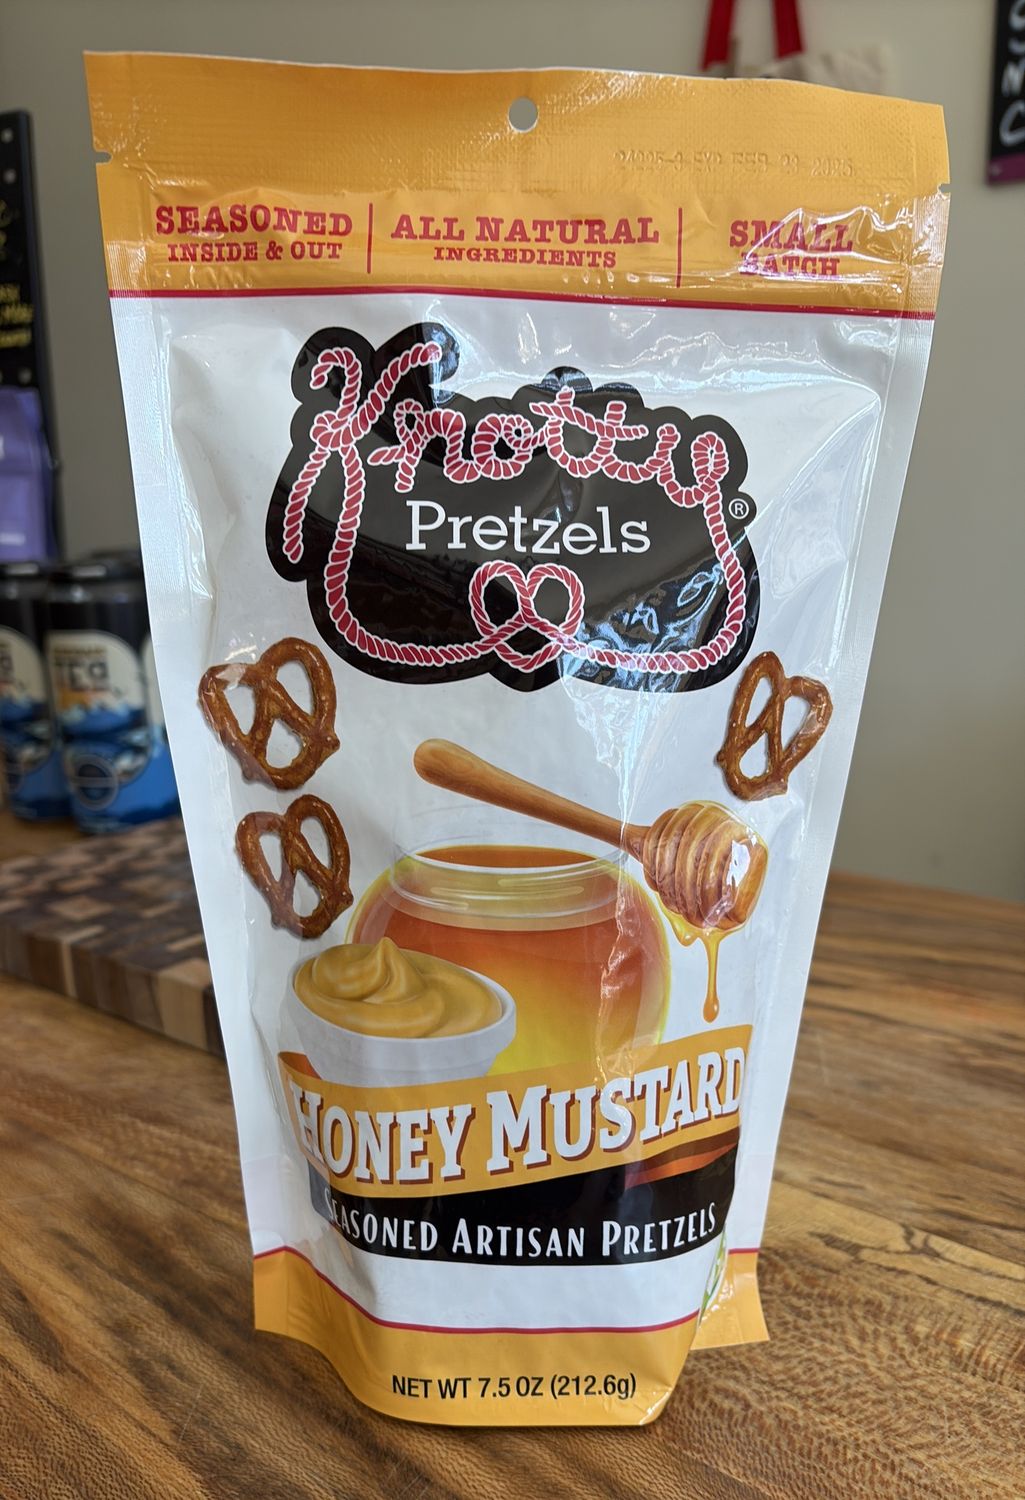 SEASONED
INSIDE & OUT
ALL NATURAL
INGREDIENTS
SMALL
BATCH
Knotty
Pretzels
®
HONEY MUSTARD
SEASONED ARTISAN PRETZELS
NET WT 7.5 OZ (212.6g)